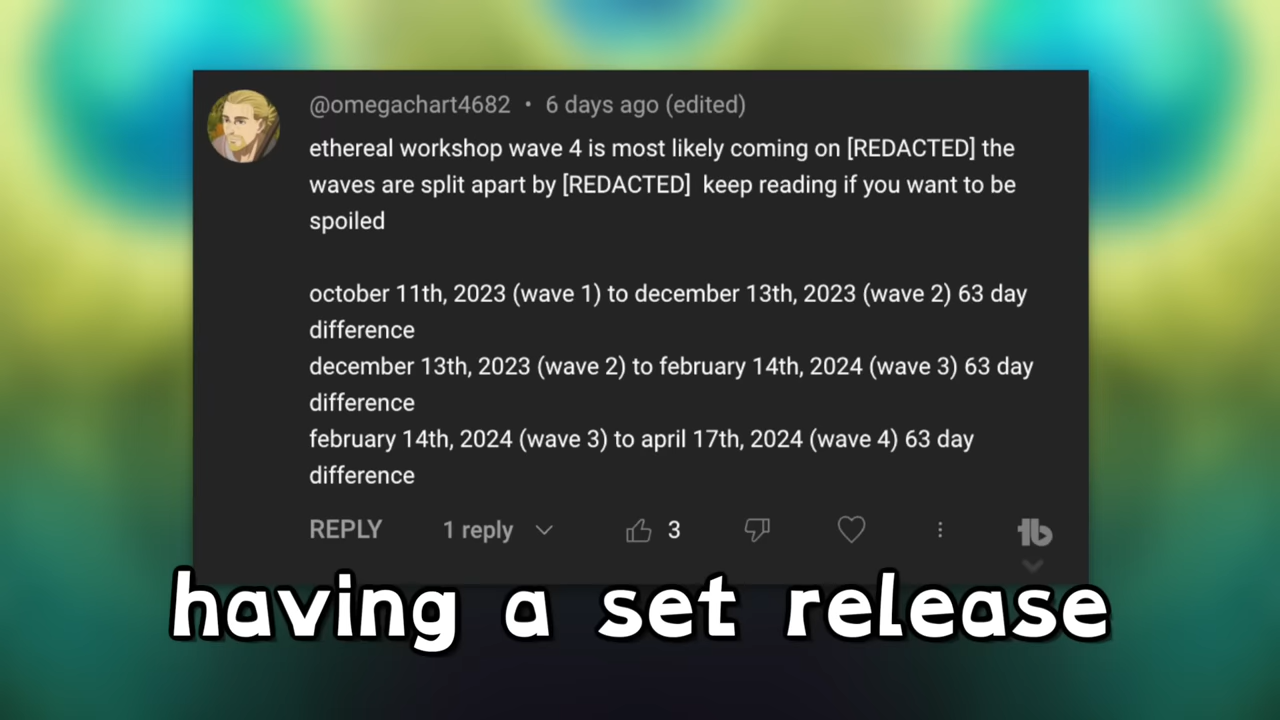 @omegachart4682 • 6 days ago (edited)
ethereal workshop wave 4 is most likely coming on [REDACTED] the
waves are split apart by [REDACTED]  keep reading if you want to be
spoiled
october 11th, 2023 (wave 1) to december 13th, 2023 (wave 2) 63 day
difference
december 13th, 2023 (wave 2) to february 14th, 2024 (wave 3) 63 day
difference
february 14th, 2024 (wave 3) to april 17th, 2024 (wave 4) 63 day
difference
REPLY 1 reply 3
having a set release